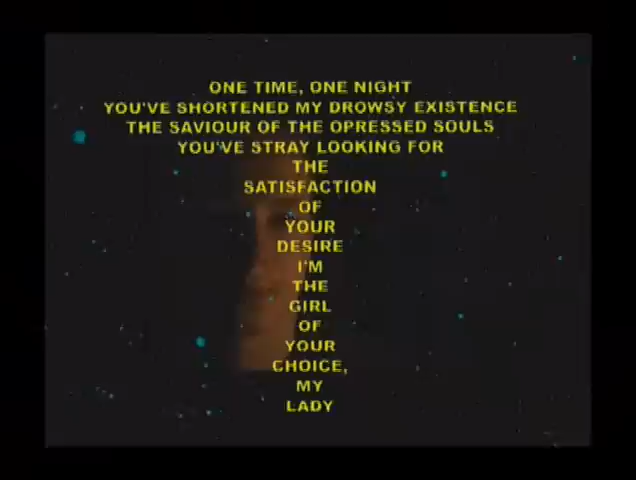 ONE TIME, ONE NIGHT
YOU'VE SHORTENED MY DROWSY EXISTENCE
THE SAVIOUR OF THE OPRESSED SOULS
YOU'VE STRAY LOOKING FOR
THE
SATISFACTION
OF
YOUR
DESIRE
I'M
THE
GIRL
OF
YOUR
CHOICE,
MY
LADY